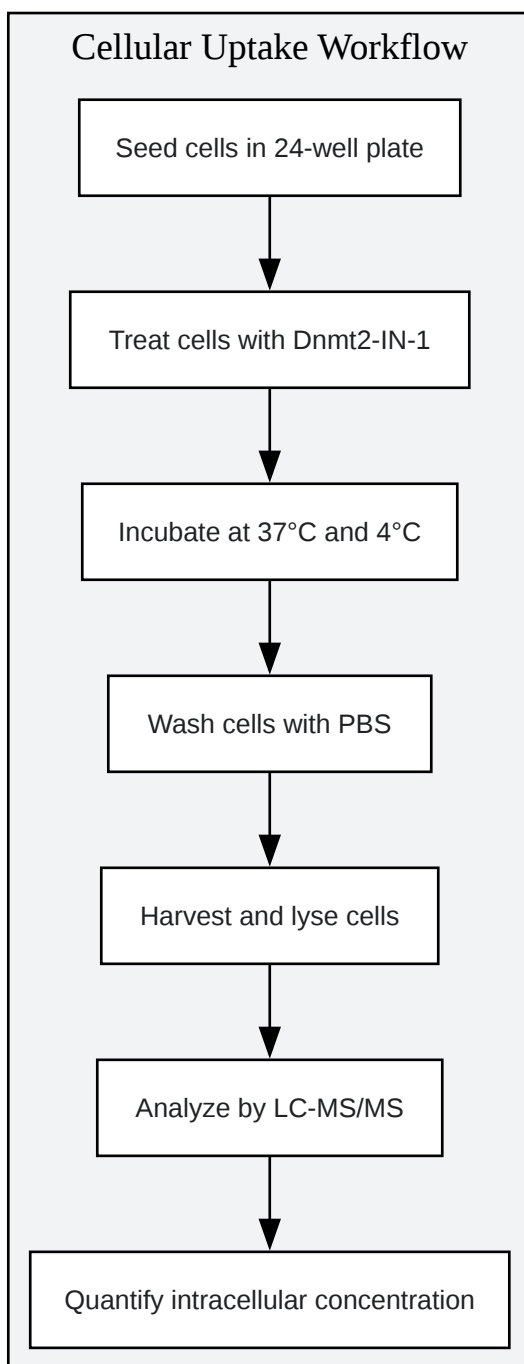 Cellular Uptake Workflow
Seed cells in 24-well plate
Treat cells with Dnmt2-IN-1
Incubate at 37°C and 4°C
Wash cells with PBS
Harvest and lyse cells
Analyze by LC-MS/MS
Quantify intracellular concentration